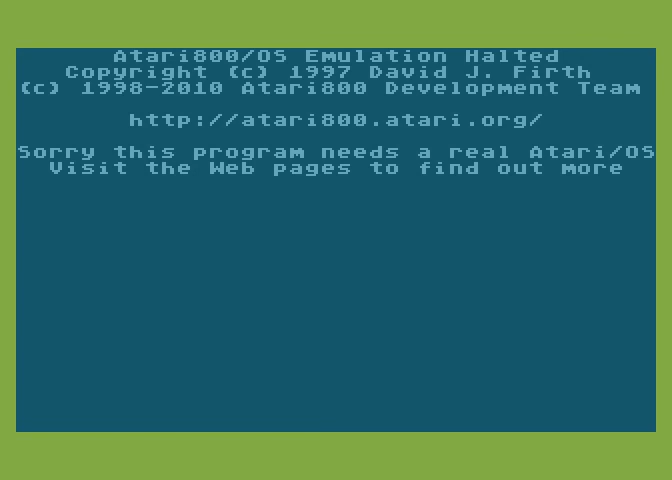 Atari800/OS Emulation Halted
Copyright (c) 1997 David J. Firth
(c) 1998-2010 Atari800 Development Team
http://atari800.atari.org/
Sorry this program needs a real Atari/OS
Visit the Web pages to find out more